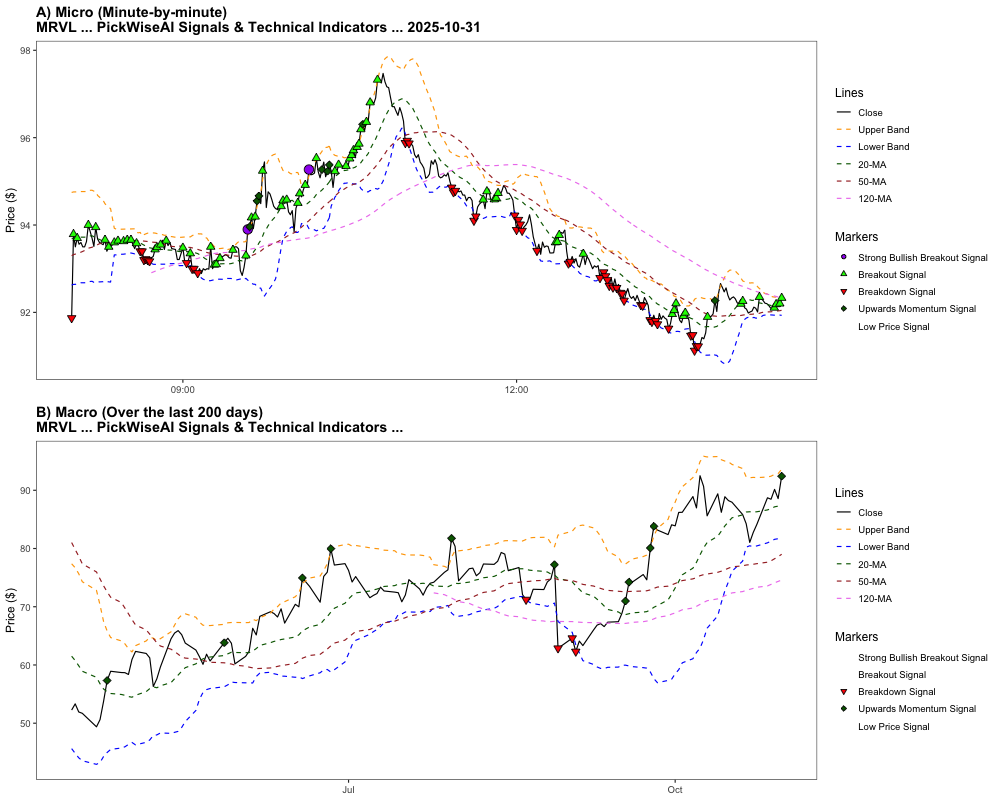 A) Micro (Minute-by-minute)
MRVL ... PickWiseAI Signals & Technical Indicators ... 2025-10-31
98
96
94
92
Price ($)
09:00
12:00
Lines
Close
Upper Band
Lower Band
20-MA
50-MA
120-MA
Markers
Strong Bullish Breakout Signal
Breakout Signal
Breakdown Signal
Upwards Momentum Signal
Low Price Signal
B) Macro (Over the last 200 days)
MRVL ... PickWiseAI Signals & Technical Indicators ...
90
80
70
60
50
Price ($)
Jul
Oct
Lines
Close
Upper Band
Lower Band
20-MA
50-MA
120-MA
Markers
Strong Bullish Breakout Signal
Breakout Signal
Breakdown Signal
Upwards Momentum Signal
Low Price Signal